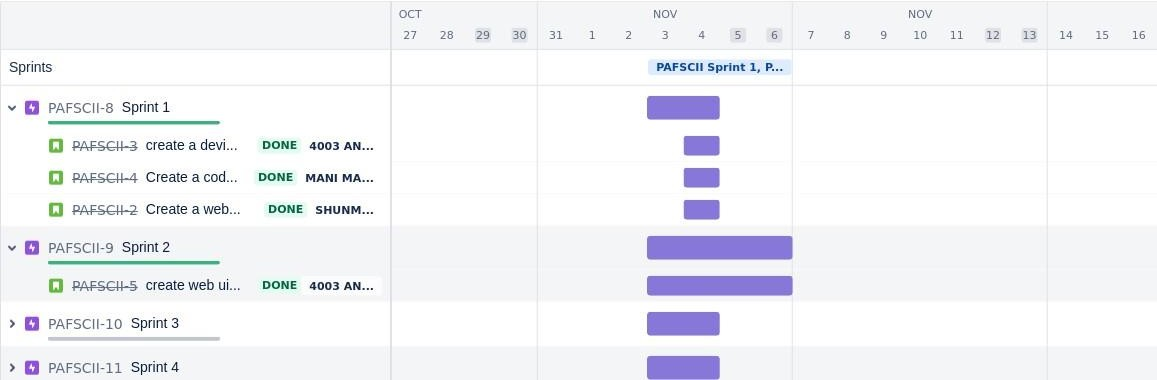 OCT NOV NOV
27 28 29 30 31 1 2 3 4 5 6 7 8 9 10 11 12 13 14 15 16
Sprints PAFSCII Sprint 1, P...
PAFSCII-8 Sprint 1
PAFSCII-3 create a devi... DONE 4003 AN...
PAFSCII-4 Create a cod... DONE MANI MA...
PAFSCII-2 Create a web... DONE SHUNM...
PAFSCII-9 Sprint 2
PAFSCII-5 create web ui... DONE 4003 AN...
PAFSCII-10 Sprint 3
PAFSCII-11 Sprint 4